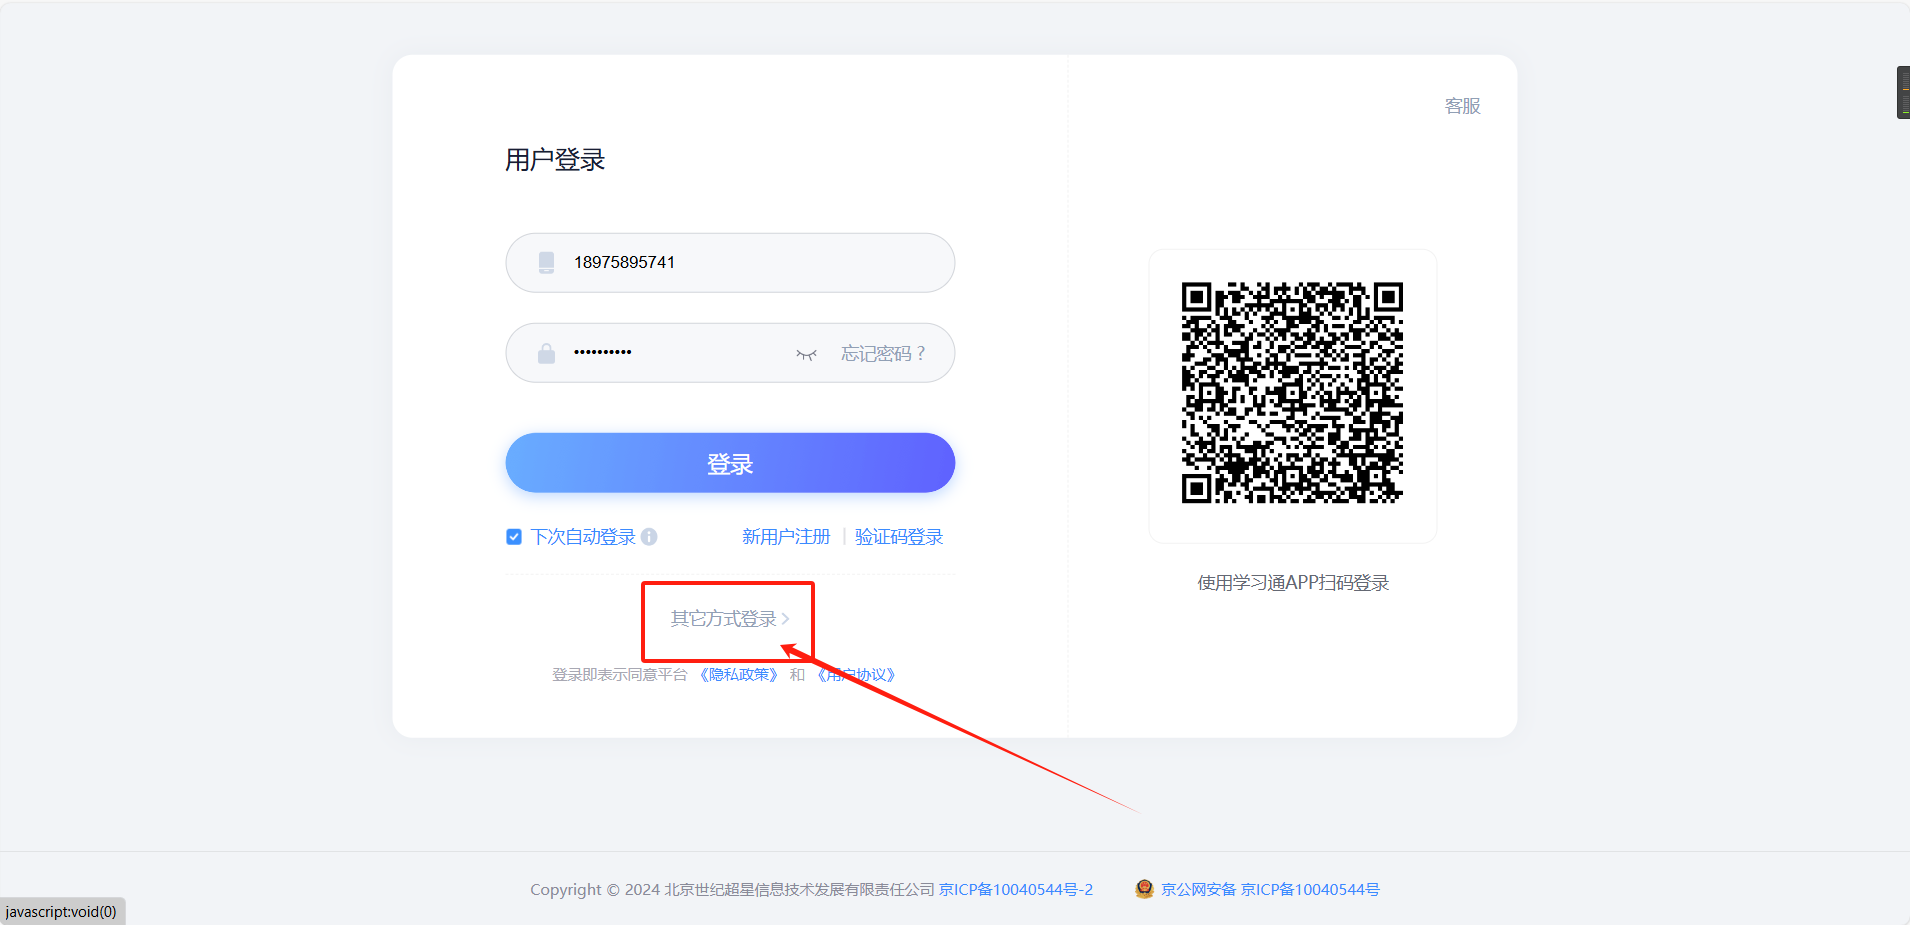 客服
用户登录
18975895741
••••••••••
忘记密码？
登录
下次自动登录
新用户注册 | 验证码登录
其它方式登录
登录即表示同意平台 《隐私政策》 和 《用户协议》
使用学习通APP扫码登录
Copyright © 2024 北京世纪超星信息技术发展有限责任公司 京ICP备10040544号-2 京公网安备 京ICP备10040544号
javascript:void(0)